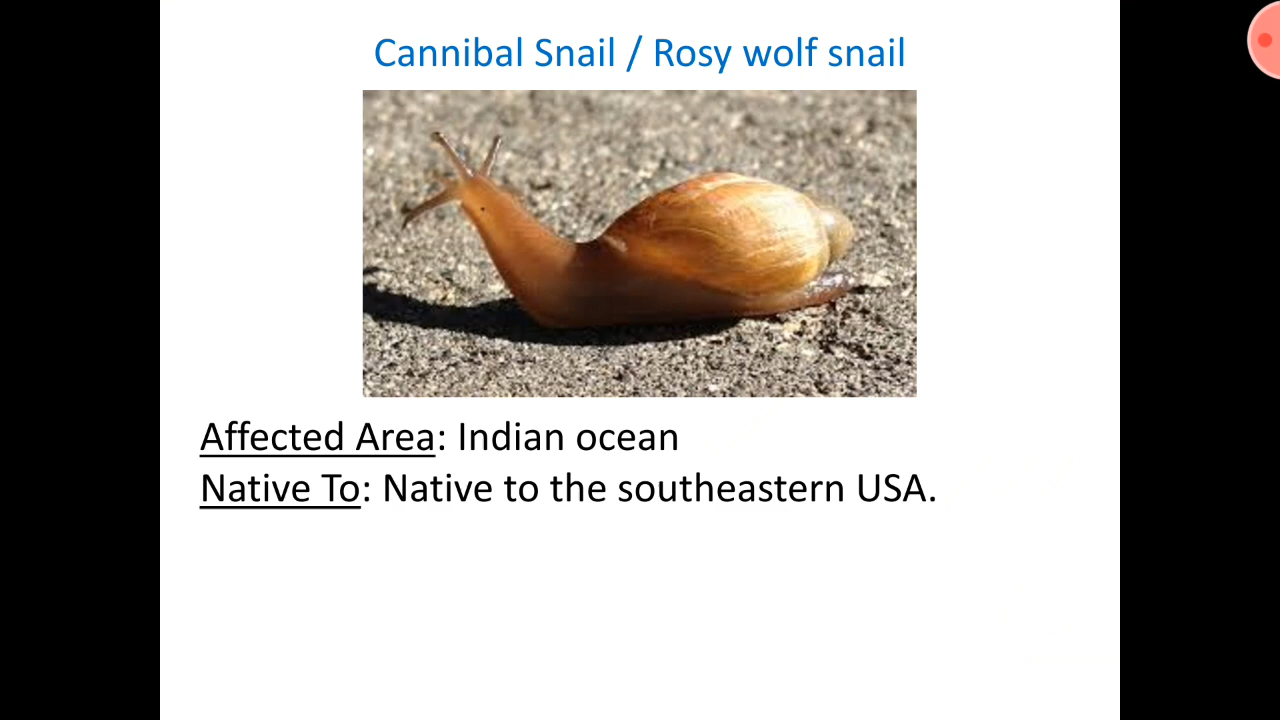 Cannibal Snail / Rosy wolf snail
Affected Area: Indian ocean
Native To: Native to the southeastern USA.